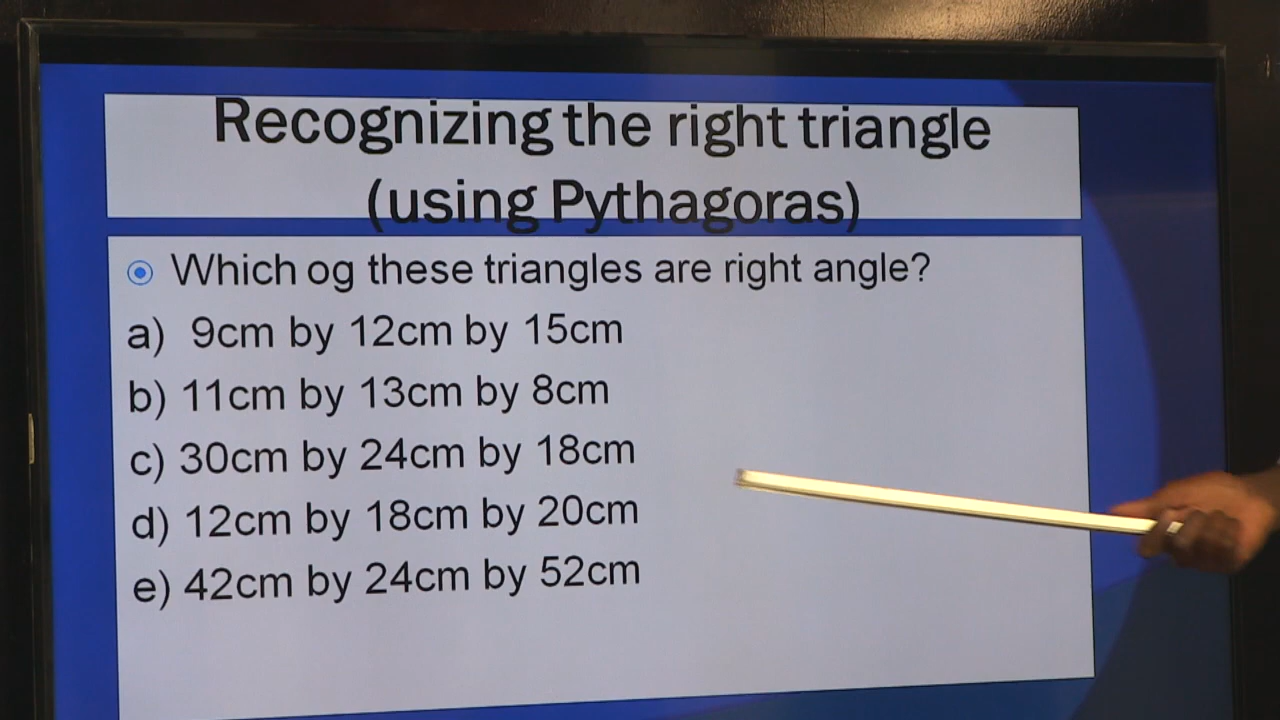 Recognizing the right triangle
(using Pythagoras)
Which og these triangles are right angle?
a) 9cm by 12cm by 15cm
b) 11cm by 13cm by 8cm
c) 30cm by 24cm by 18cm
d) 12cm by 18cm by 20cm
e) 42cm by 24cm by 52cm